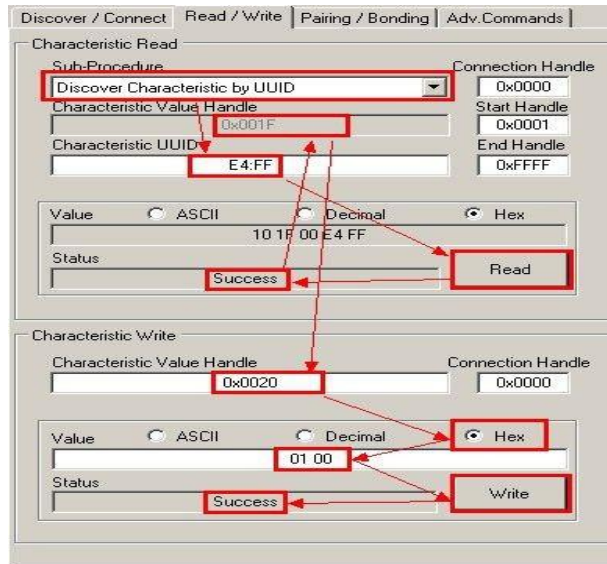 Discover / Connect Read / Write Pairing / Bonding Adv.Commands
Characteristic Read
Sub-Procedure Connection Handle
Discover Characteristic by UUID 0x0000
Characteristic Value Handle Start Handle
0x001F 0x0001
Characteristic UUID End Handle
E4:FF 0xFFFF
Value ASCII Decimal Hex
10 1F 00 E4 FF
Status
Success Read
Characteristic Write
Characteristic Value Handle Connection Handle
0x0020 0x0000
Value ASCII Decimal Hex
01 00
Status
Success Write